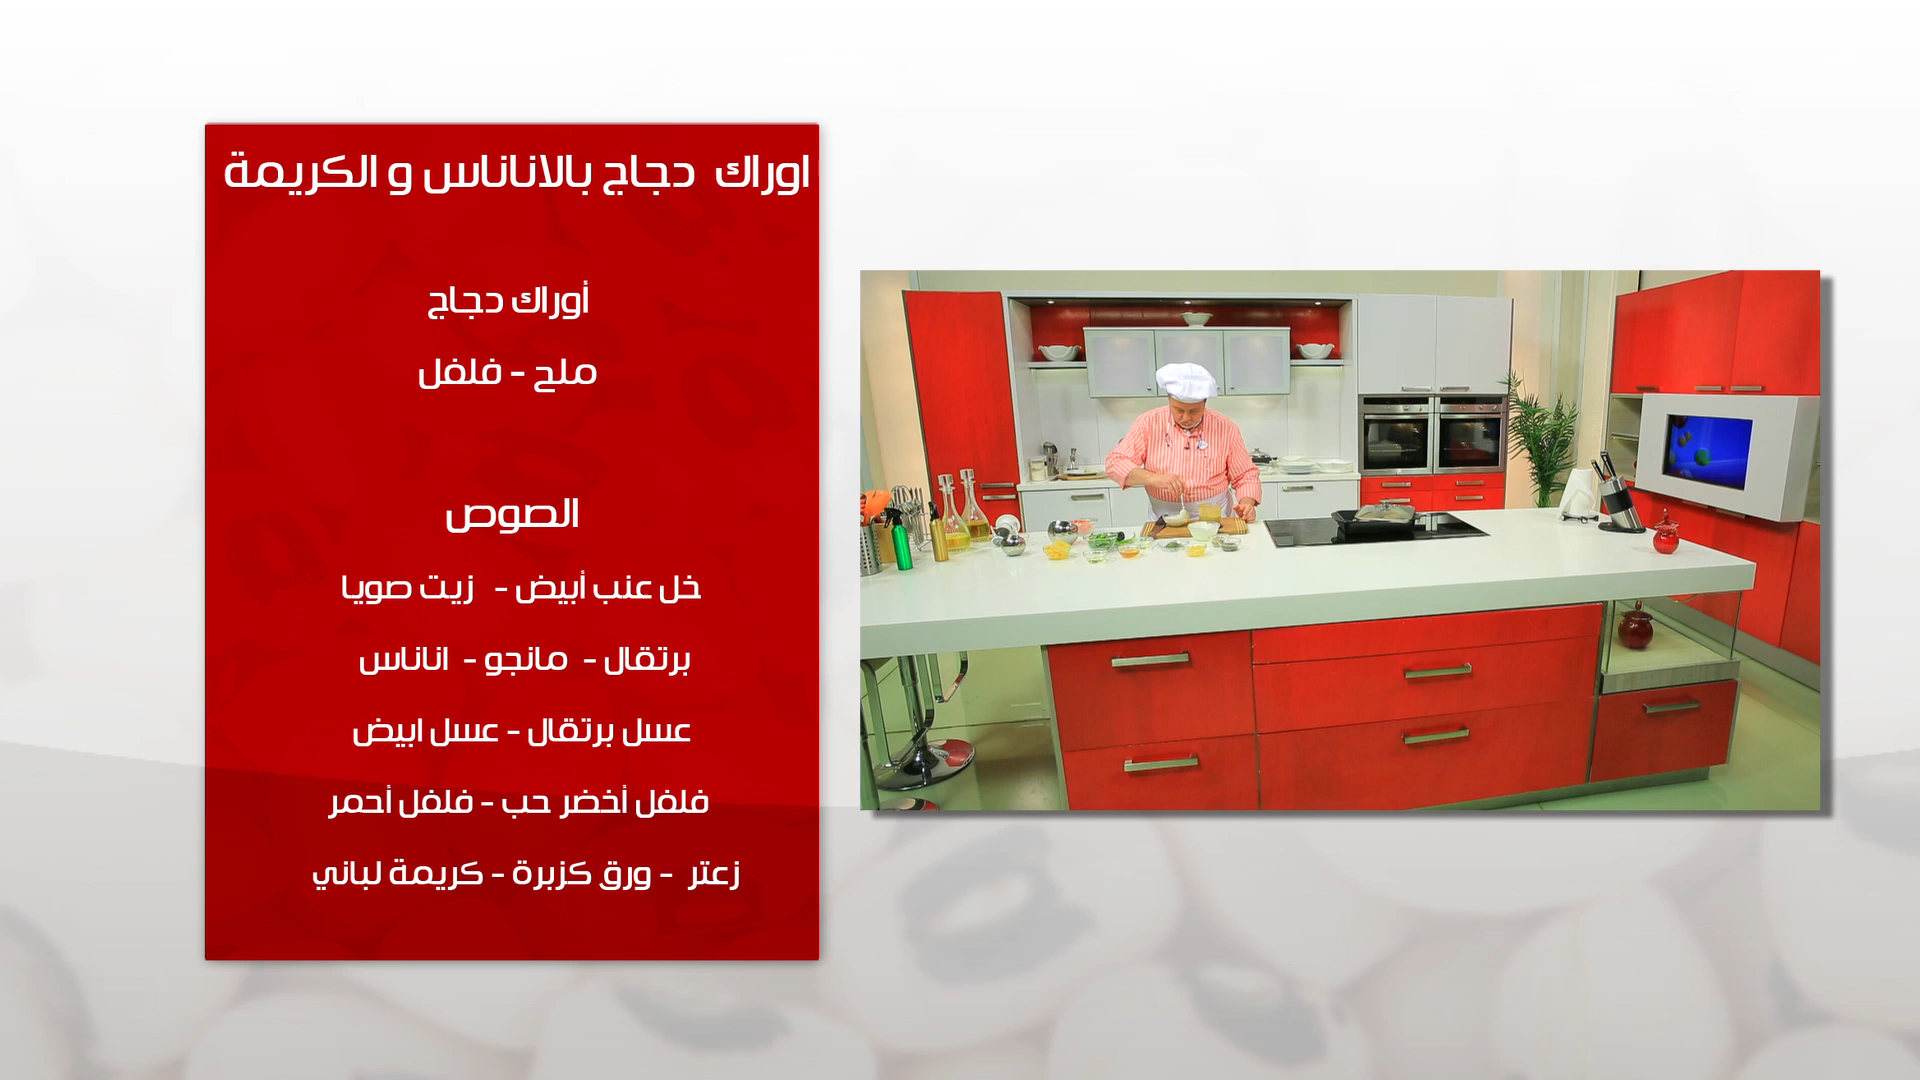 اوراك دجاج بالاناناس و الكريمة
أوراك دجاج
ملح - فلفل
الصوص
خل عنب أبيض - زيت صويا
برتقال - مانجو - اناناس
عسل برتقال - عسل ابيض
فلفل أخضر حب - فلفل أحمر
زعتر - ورق كزبرة - كريمة لباني